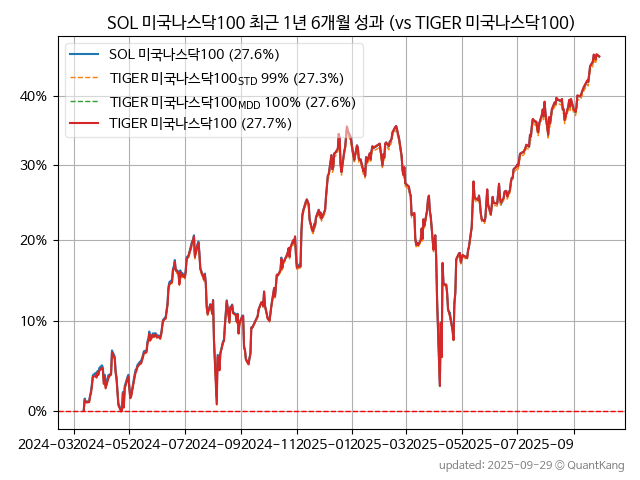 SOL 미국나스닥100 최근 1년 6개월 성과 (vs TIGER 미국나스닥100)
SOL 미국나스닥100 (27.6%)
TIGER 미국나스닥100STD 99% (27.3%)
TIGER 미국나스닥100MDD 100% (27.6%)
TIGER 미국나스닥100 (27.7%)
40%
30%
20%
10%
0%
2024-03 2024-05 2024-07 2024-09 2024-11 2025-01 2025-03 2025-05 2025-07 2025-09
updated: 2025-09-29 © QuantKang